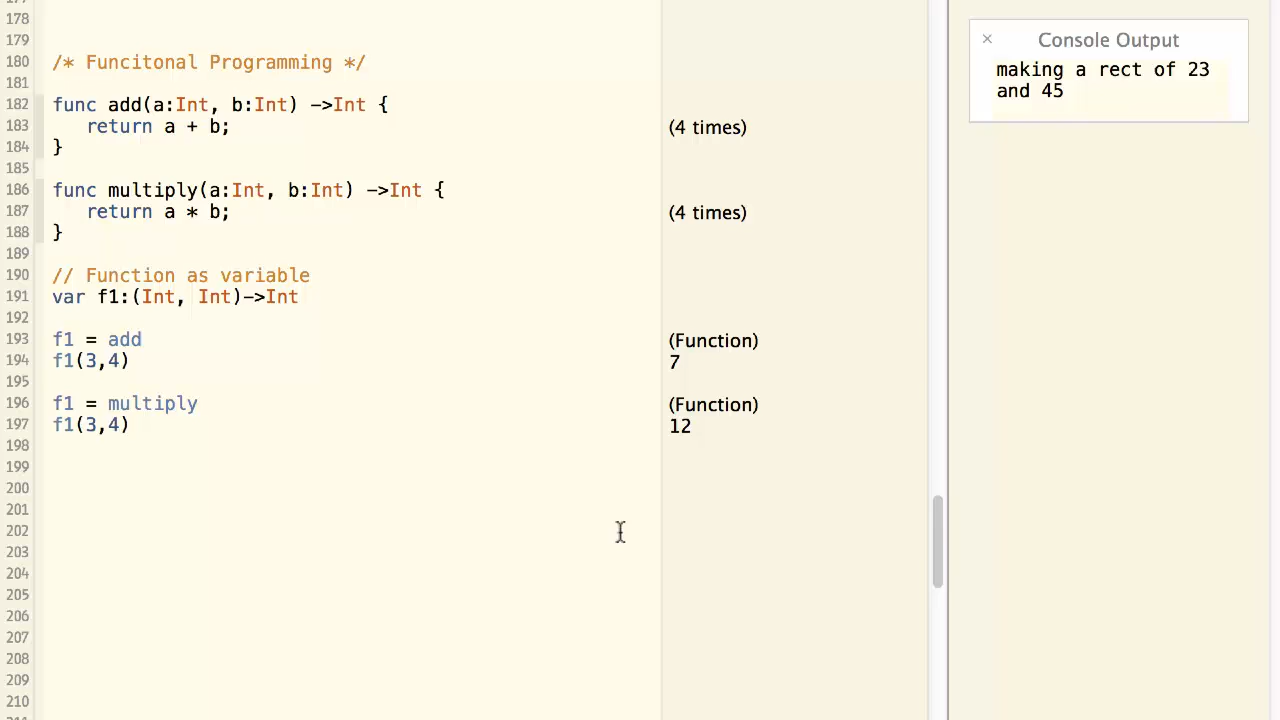 177
178
179
180 /* Funcitonal Programming */
181
182 func add(a:Int, b:Int) ->Int {
183    return a + b; (4 times)
184 }
185
186 func multiply(a:Int, b:Int) ->Int {
187    return a * b; (4 times)
188 }
189
190 // Function as variable
191 var f1:(Int, Int)->Int
192
193 f1 = add (Function)
194 f1(3,4) 7
195
196 f1 = multiply (Function)
197 f1(3,4) 12
198
199
200
201
202
203
204
205
206
207
208
209
210
× Console Output
making a rect of 23
and 45